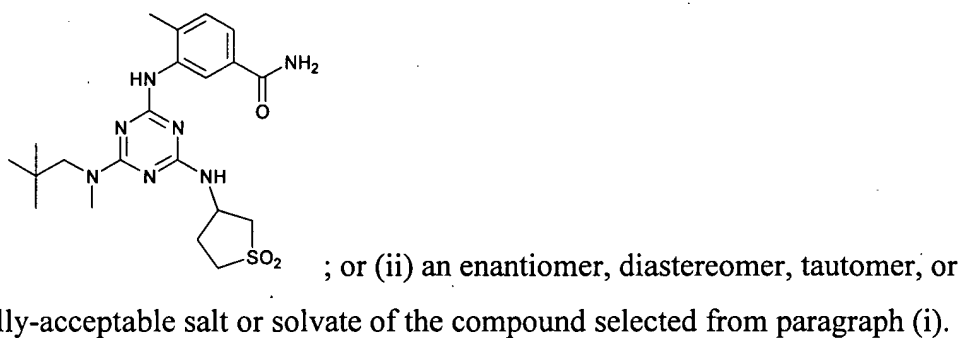 NH₂
HN
O
N N
N N NH
SO₂
; or (ii) an enantiomer, diastereomer, tautomer, or
lly-acceptable salt or solvate of the compound selected from paragraph (i).